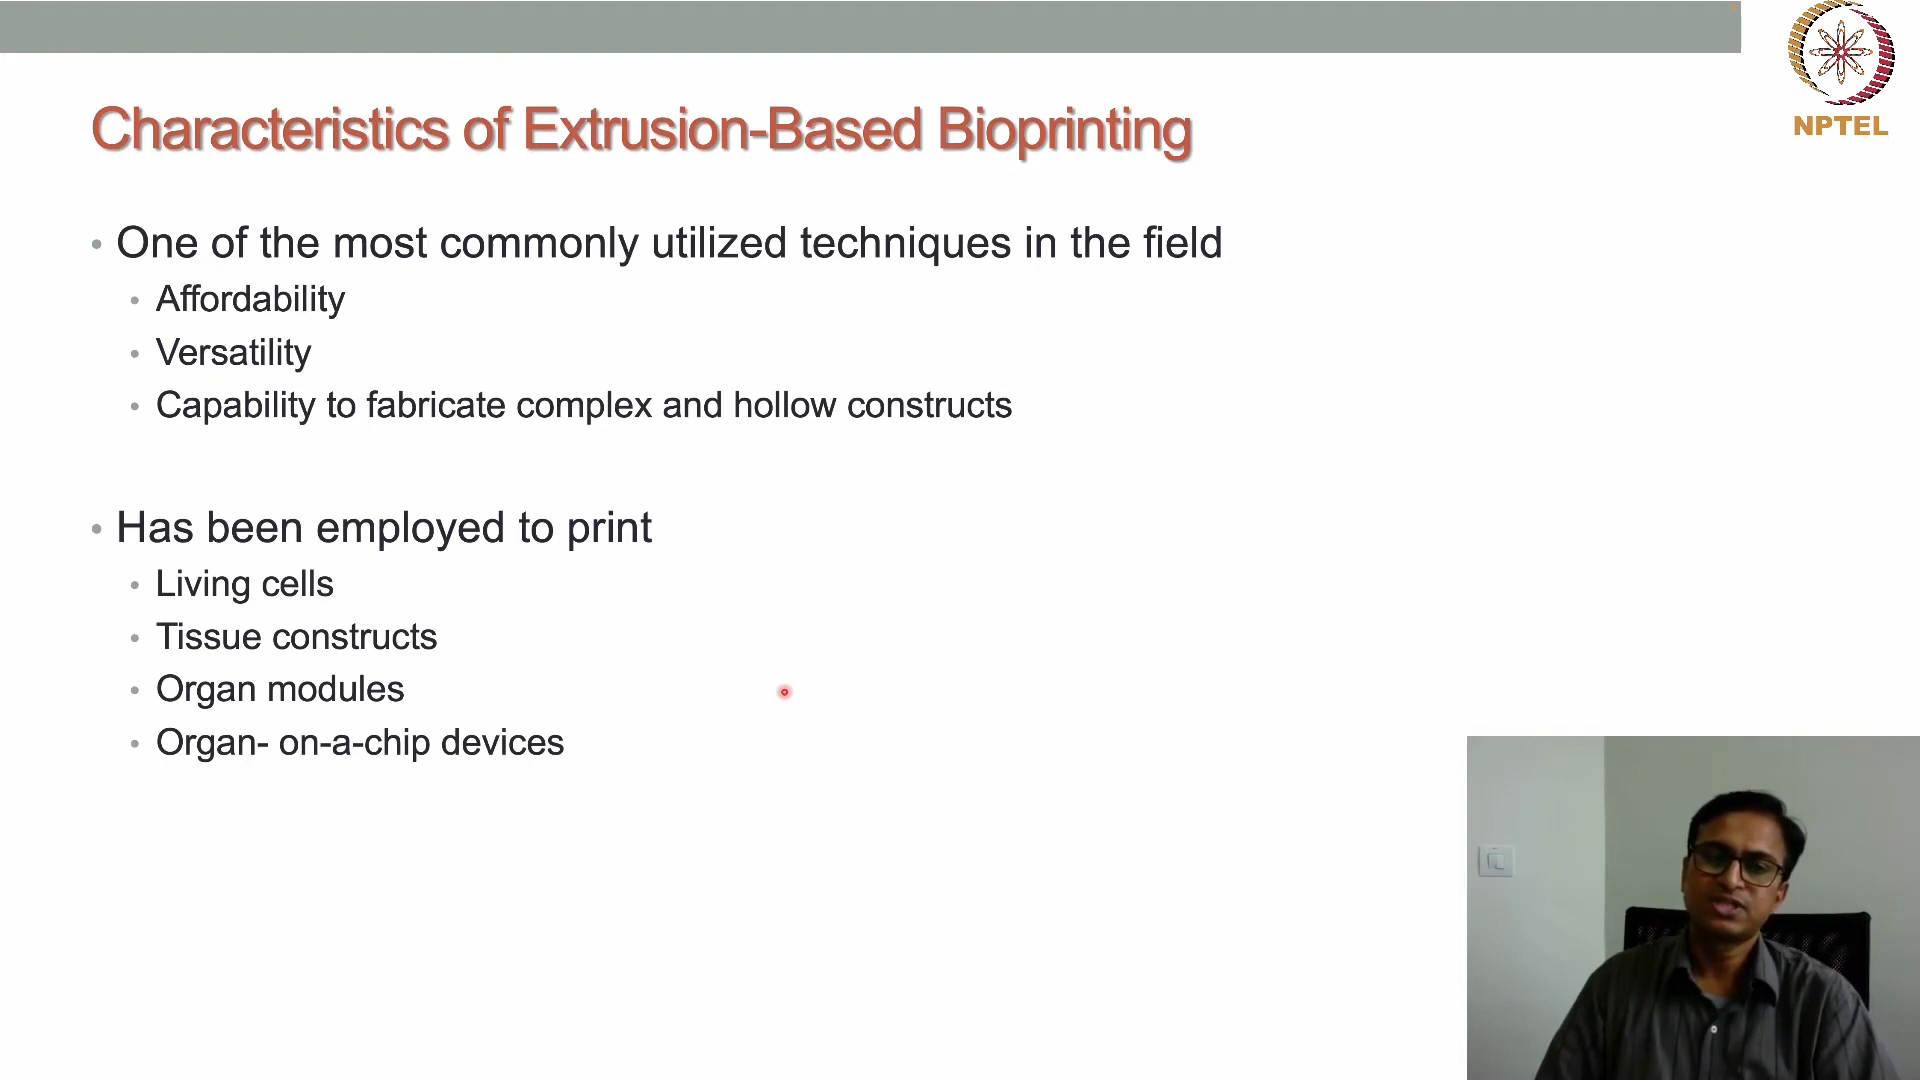 NPTEL
Characteristics of Extrusion-Based Bioprinting
• One of the most commonly utilized techniques in the field
• Affordability
• Versatility
• Capability to fabricate complex and hollow constructs
• Has been employed to print
• Living cells
• Tissue constructs
• Organ modules
• Organ- on-a-chip devices